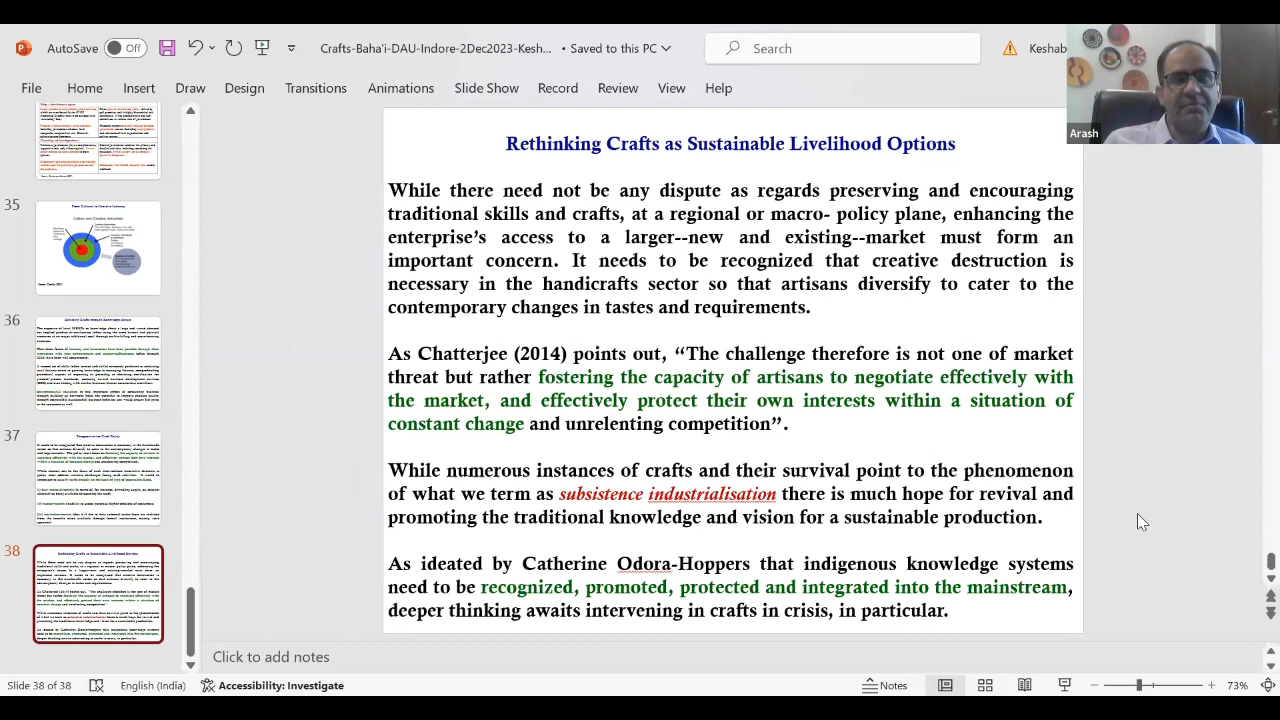 AutoSave
Off
Crafts-Baha'i-DAU-Indore-2Dec2023-Kesh... • Saved to this PC
Search
Keshab
File Home Insert Draw Design Transitions Animations Slide Show Record Review View Help
Arash
35
36
37
38
Rethinking Crafts as Sustainable Livelihood Options
While there need not be any dispute as regards preserving and encouraging
traditional skills and crafts, at a regional or macro- policy plane, enhancing the
enterprise's access to a larger--new and existing--market must form an
important concern. It needs to be recognized that creative destruction is
necessary in the handicrafts sector so that artisans diversify to cater to the
contemporary changes in tastes and requirements.
As Chatterjee (2014) points out, “The challenge therefore is not one of market
threat but rather fostering the capacity of artisans to negotiate effectively with
the market, and effectively protect their own interests within a situation of
constant change and unrelenting competition”.
While numerous instances of crafts and their revival point to the phenomenon
of what we term as subsistence industrialisation much hope for revival and
promoting the traditional knowledge and vision for a sustainable production.
As ideated by Catherine Odora-Hoppers that indigenous knowledge systems
need to be recognized, promoted, protected and integrated into the mainstream,
deeper thinking awaits intervening in crafts in crisis, in particular.
Click to add notes
Slide 38 of 38
English (India)
Accessibility: Investigate
Notes
73%